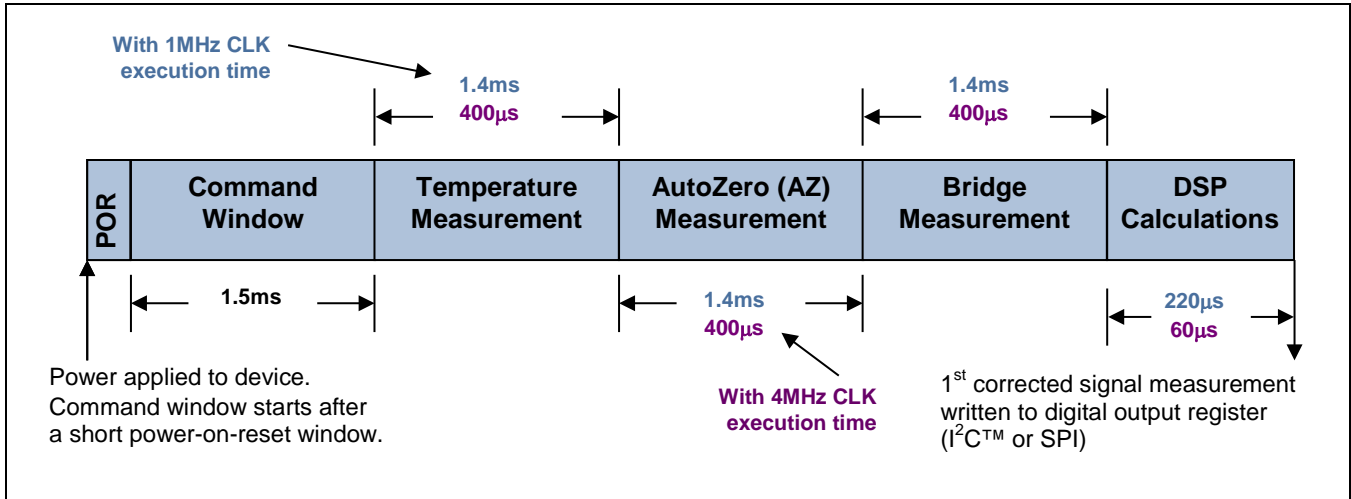 With 1MHz CLK
execution time
1.4ms
400µs
1.4ms
400µs
POR
Command
Window
Temperature
Measurement
AutoZero (AZ)
Measurement
Bridge
Measurement
DSP
Calculations
1.5ms
1.4ms
400µs
220µs
60µs
Power applied to device.
Command window starts after
a short power-on-reset window.
With 4MHz CLK
execution time
1st corrected signal measurement
written to digital output register
(I2C™ or SPI)